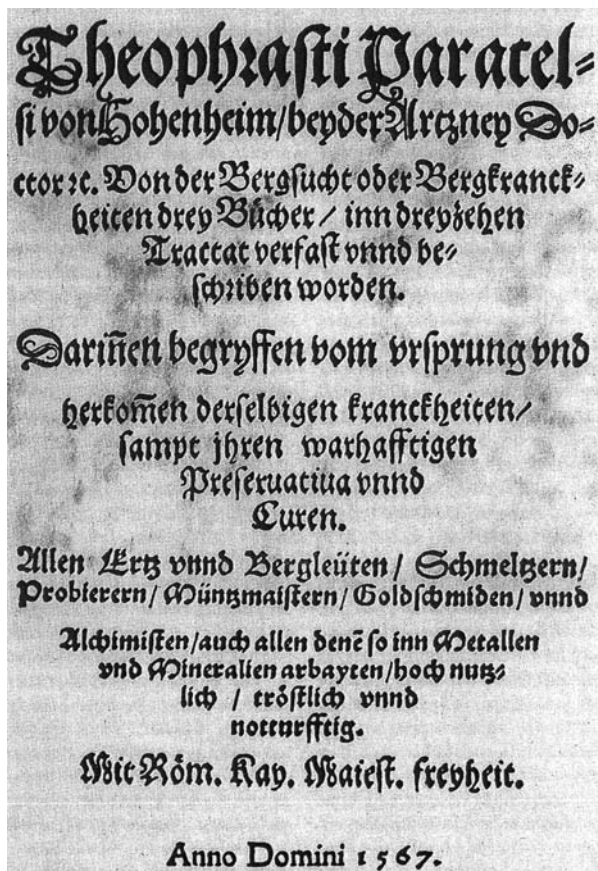 Theophrasti Paracel⸗
si von Hohenheim/beyder Artzney Do⸗
ctor ꝛc. Von der Bergsucht oder Bergkranck⸗
heiten drey Bücher/ inn dreyzehen
Tractat verfast vnnd be⸗
schriben worden.
Dariñen begryffen vom vrsprung vnd
herkom̃en derselbigen kranckheiten/
sampt jhren warhafftigen
Preseruatiua vnnd
Curen.
Allen Ertz vnnd Bergleüten/ Schmeltzern/
Probierern/ Müntzmaistern/ Goldschmiden/ vnnd
Alchimisten/auch allen denẽ so inn Metallen
vnd Mineralien arbayten/hoch nutz⸗
lich / tröstlich vnnd
notturfftig.
Mit Röm. Kay. Maiest. freyheit.
Anno Domini 1567.